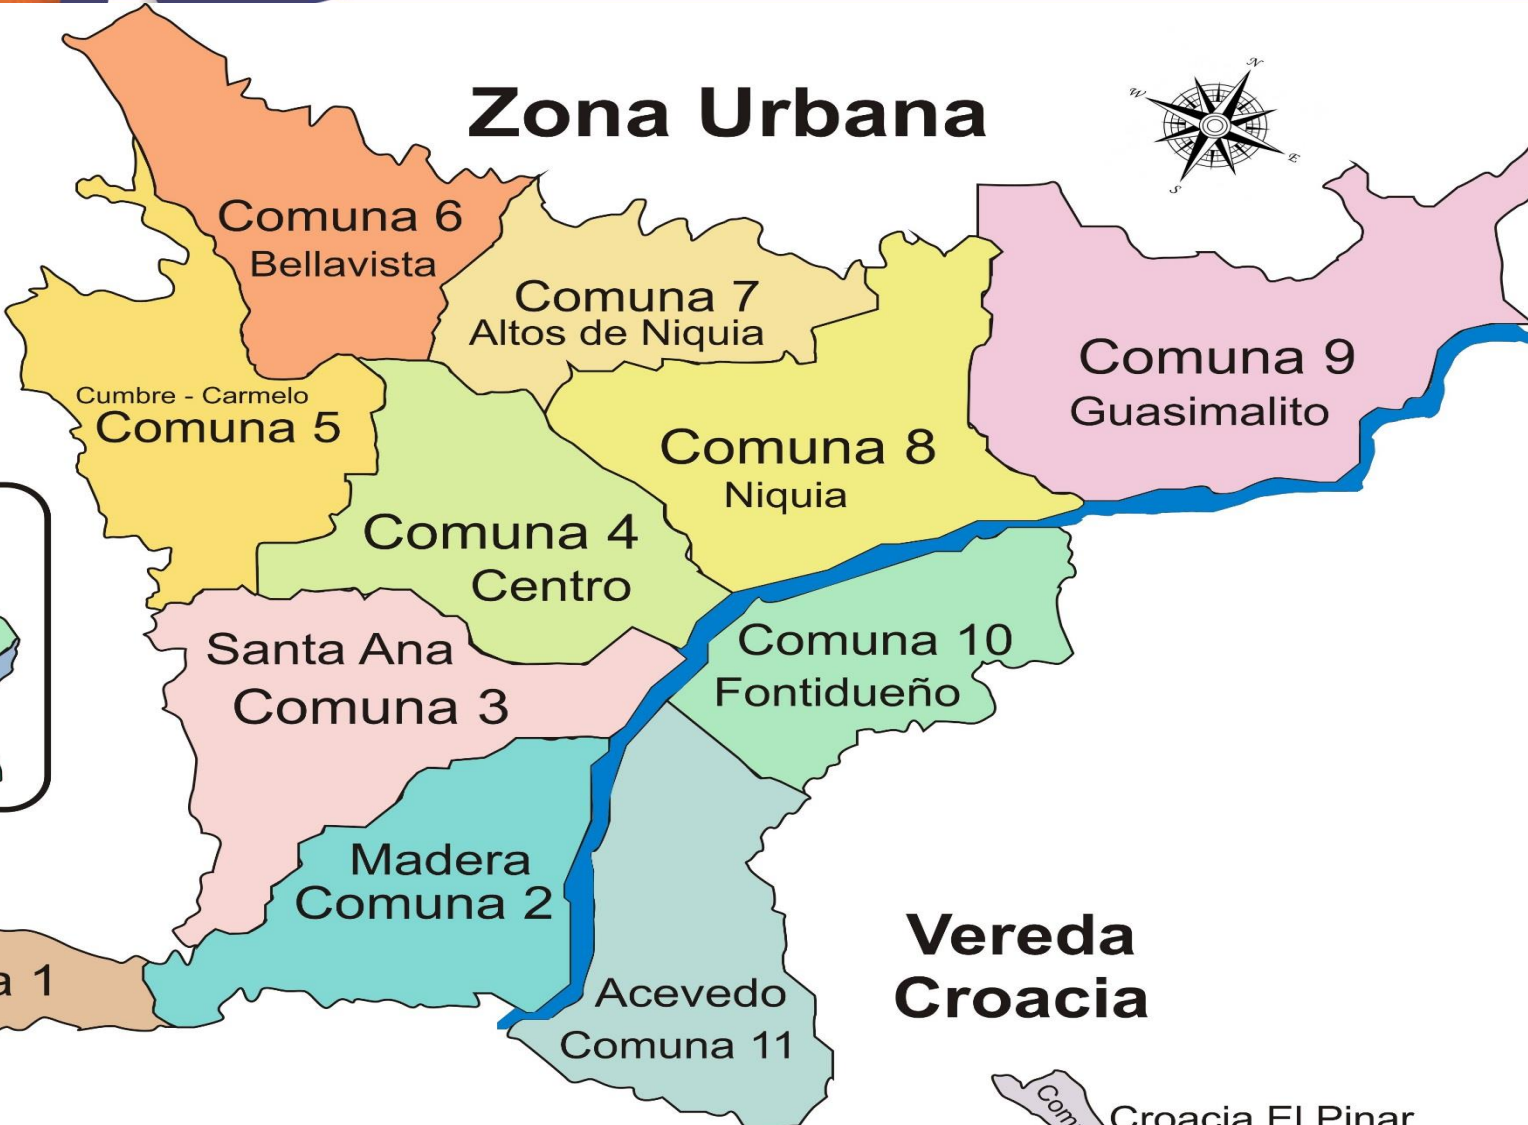 Zona Urbana
N
W
E
S
Comuna 6
Bellavista
Comuna 7
Altos de Niquia
Comuna 9
Guasimalito
Cumbre - Carmelo
Comuna 5
Comuna 8
Niquia
Comuna 4
Centro
Comuna 10
Fontidueño
Santa Ana
Comuna 3
Madera
Comuna 2
Vereda
Croacia
a 1
Acevedo
Comuna 11
Com
Croacia El Pinar